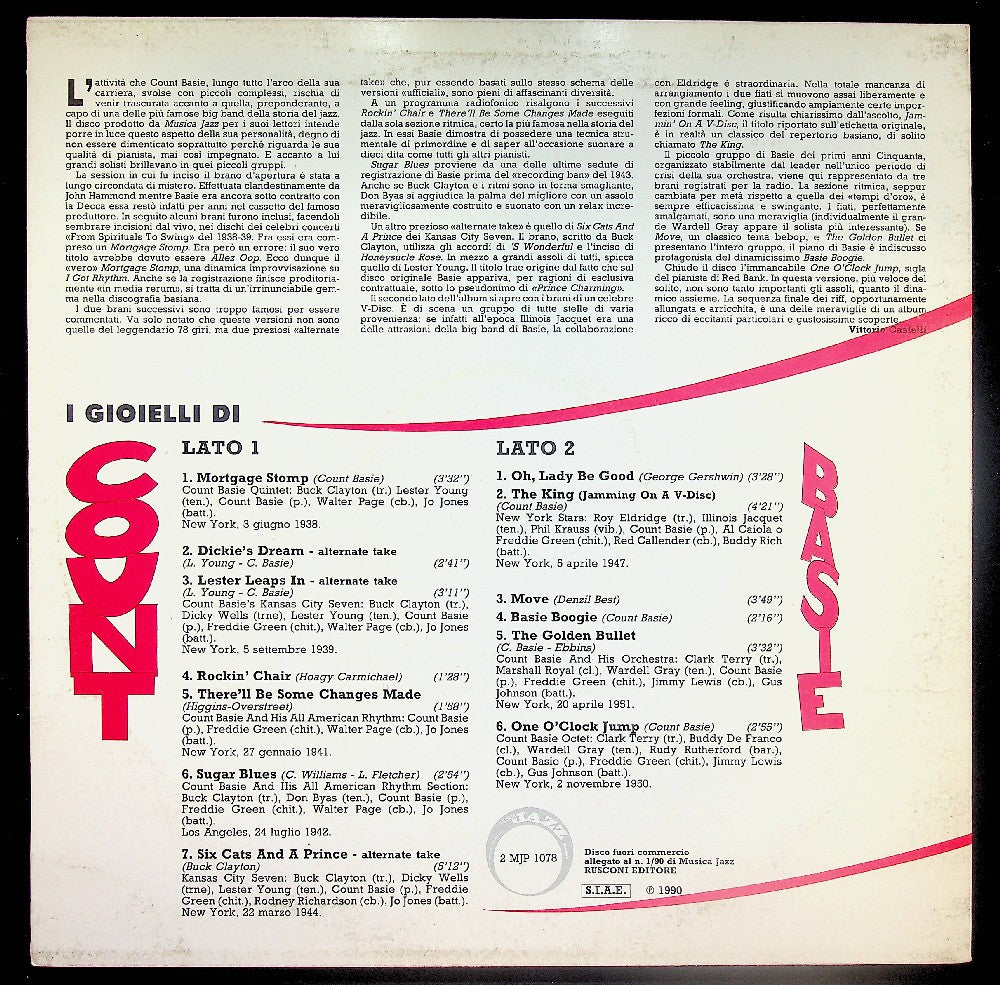 L'attività che Count Basie, lungo tutto l'arco della sua
carriera, svolse con piccoli complessi, rischia di
venir trascurata accanto a quella, preponderante, a
capo di una delle più famose big band della storia del jazz.
Il disco prodotto da Musica Jazz per i suoi lettori intende
porre in luce questo aspetto della sua personalità, degno di
non essere dimenticato soprattutto perché riguarda le sue
qualità di pianista, mai così impegnato. E accanto a lui
grandi solisti brillavano in quei piccoli gruppi.
La session in cui fu inciso il brano d'apertura è stata a
lungo circondata di mistero. Effettuata clandestinamente da
John Hammond mentre Basie era ancora sotto contratto con
la Decca essa restò infatti per anni nel cassetto del famoso
produttore. In seguito alcuni brani furono inclusi, facendoli
sembrare incisioni dal vivo, nei dischi dei celebri concerti
«From Spirituals To Swing» del 1938-39. Fra essi era com-
preso un Mortgage Stomp. Era però un errore: il suo vero
titolo avrebbe dovuto essere Allez Oop. Ecco dunque il
«vero» Mortgage Stamp, una dinamica improvvisazione su
I Got Rhythm. Anche se la registrazione finisce proditoria-
mente «in media rerum», si tratta di un'irrinunciabile gem-
ma nella discografia basiana.
I due brani successivi sono troppo famosi per essere
commentati. Va solo notato che queste versioni non sono
quelle del leggendario 78 giri, ma due preziosi «alternate
take» che, pur essendo basati sullo stesso schema delle
versioni «ufficiali», sono pieni di affascinanti diversità.
A un programma radiofonico risalgono i successivi
Rockin' Chair e There'll Be Some Changes Made eseguiti
dalla sola sezione ritmica, certo la più famosa nella storia del
jazz. In essi Basie dimostra di possedere una tecnica stru-
mentale di primordine e di saper all'occasione suonare a
dieci dita come tutti gli altri pianisti.
Sugar Blues proviene da una delle ultime sedute di
registrazione di Basie prima del «recording ban» del 1943.
Anche se Buck Clayton e i ritmi sono in forma smagliante,
Don Byas si aggiudica la palma del migliore con un assolo
meravigliosamente costruito e suonato con un relax incre-
dibile.
Un altro prezioso «alternate take» è quello di Six Cats And
A Prince dei Kansas City Seven. Il brano, scritto da Buck
Clayton, utilizza gli accordi di 'S Wonderful e l'inciso di
Honeysucle Rose. In mezzo a grandi assoli di tutti, spicca
quello di Lester Young. Il titolo trae origine dal fatto che sul
disco originale Basie appariva, per ragioni di esclusiva
contrattuale, sotto lo pseudonimo di «Prince Charming».
Il secondo lato dell'album si apre con i brani di un celebre
V-Disc. È di scena un gruppo di tutte stelle di varia
provenienza: se infatti all'epoca Illinois Jacquet era una
delle attrazioni della big band di Basie, la collaborazione
con Eldridge è straordinaria. Nella totale mancanza di
arrangiamento i due fiati si muovono assai liberamente e
con grande feeling, giustificando ampiamente certe imper-
fezioni formali. Come risulta chiarissimo dall'ascolto, Jam-
min' On A V-Disc, il titolo riportato sull'etichetta originale,
è in realtà un classico del repertorio basiano, di solito
chiamato The King.
Il piccolo gruppo di Basie dei primi anni Cinquanta,
organizzato stabilmente dal leader nell'unico periodo di
crisi della sua orchestra, viene qui rappresentato da tre
brani registrati per la radio. La sezione ritmica, seppur
cambiata per metà rispetto a quella dei «tempi d'oro», è
sempre efficacissima e swingante. I fiati, perfettamente
amalgamati, sono una meraviglia (individualmente il gran-
de Wardell Gray appare il solista più interessante). Se
Move, un classico tema bebop, e The Golden Bullet ci
presentano l'intero gruppo, il piano di Basie è indiscusso
protagonista del dinamicissimo Basie Boogie.
Chiude il disco l'immancabile One O'Clock Jump, sigla
del pianista di Red Bank. In questa versione, più veloce del
solito, non sono tanto importanti gli assoli, quanto il dina-
mico assieme. La sequenza finale dei riff, opportunamente
allungata e arricchita, è una delle meraviglie di un album
ricco di eccitanti particolari e gustosissime scoperte.
Vittorio Castelli
I GIOIELLI DI
COUNT
BASIE
LATO 1
1. Mortgage Stomp (Count Basie) (3'32")
Count Basie Quintet: Buck Clayton (tr.) Lester Young
(ten.), Count Basie (p.), Walter Page (cb.), Jo Jones
(batt.).
New York, 3 giugno 1938.
2. Dickie's Dream - alternate take
(L. Young - C. Basie) (2'41")
3. Lester Leaps In - alternate take
(L. Young - C. Basie) (3'11")
Count Basie's Kansas City Seven: Buck Clayton (tr.),
Dicky Wells (trne), Lester Young (ten.), Count Basie
(p.), Freddie Green (chit.), Walter Page (cb.), Jo Jones
(batt.).
New York, 5 settembre 1939.
4. Rockin' Chair (Hoagy Carmichael) (1'28")
5. There'll Be Some Changes Made
(Higgins-Overstreet) (1'58")
Count Basie And His All American Rhythm: Count Basie
(p.), Freddie Green (chit.), Walter Page (cb.), Jo Jones
(batt.).
New York, 27 gennaio 1941.
6. Sugar Blues (C. Williams - L. Fletcher) (2'54")
Count Basie And His All American Rhythm Section:
Buck Clayton (tr.), Don Byas (ten.), Count Basie (p.),
Freddie Green (chit.), Walter Page (cb.), Jo Jones
(batt.)
Los Angeles, 24 luglio 1942.
7. Six Cats And A Prince - alternate take
(Buck Clayton) (5'12")
Kansas City Seven: Buck Clayton (tr.), Dicky Wells
(trne), Lester Young (ten.), Count Basie (p.), Freddie
Green (chit.), Rodney Richardson (cb.), Jo Jones (batt.).
New York, 22 marzo 1944.
LATO 2
1. Oh, Lady Be Good (George Gershwin) (3'28")
2. The King (Jamming On A V-Disc)
(Count Basie) (4'21")
New York Stars: Roy Eldridge (tr.), Illinois Jacquet
(ten.), Phil Krauss (vib.), Count Basie (p.), Al Caiola o
Freddie Green (chit.), Red Callender (cb.), Buddy Rich
(batt.).
New York, 5 aprile 1947.
3. Move (Denzil Best) (3'49")
4. Basie Boogie (Count Basie) (2'16")
5. The Golden Bullet
(C. Basie - Ebbins) (3'32")
Count Basie And His Orchestra: Clark Terry (tr.),
Marshall Royal (cl.), Wardell Gray (ten.), Count Basie
(p.), Freddie Green (chit.), Jimmy Lewis (cb.), Gus
Johnson (batt.).
New York, 20 aprile 1951.
6. One O'Clock Jump (Count Basie) (2'55")
Count Basie Octet: Clark Terry (tr.), Buddy De Franco
(cl.), Wardell Gray (ten.), Rudy Rutherford (bar.),
Count Basie (p.), Freddie Green (chit.), Jimmy Lewis
(cb.), Gus Johnson (batt.).
New York, 2 novembre 1950.
JAZZ
2 MJP 1078
Disco fuori commercio
allegato al n. 1/90 di Musica Jazz
RUSCONI EDITORE
S.I.A.E. ℗ 1990